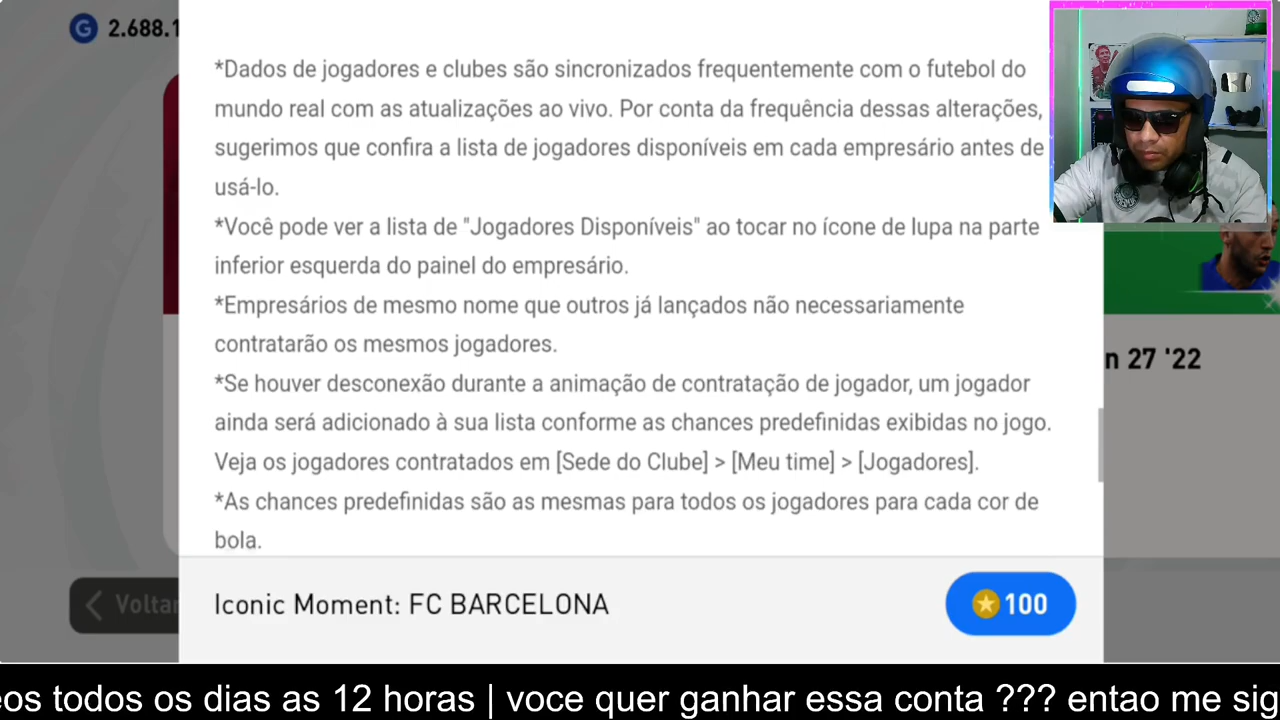 2.688.1
*Dados de jogadores e clubes são sincronizados frequentemente com o futebol do
mundo real com as atualizações ao vivo. Por conta da frequência dessas alterações,
sugerimos que confira a lista de jogadores disponíveis em cada empresário antes de
usá-lo.
*Você pode ver a lista de "Jogadores Disponíveis" ao tocar no ícone de lupa na parte
inferior esquerda do painel do empresário.
*Empresários de mesmo nome que outros já lançados não necessariamente
contratarão os mesmos jogadores.
*Se houver desconexão durante a animação de contratação de jogador, um jogador
ainda será adicionado à sua lista conforme as chances predefinidas exibidas no jogo.
Veja os jogadores contratados em [Sede do Clube] > [Meu time] > [Jogadores].
*As chances predefinidas são as mesmas para todos os jogadores para cada cor de
bola.
n 27 '22
Voltar
Iconic Moment: FC BARCELONA
100
eos todos os dias as 12 horas | voce quer ganhar essa conta ??? entao me sig